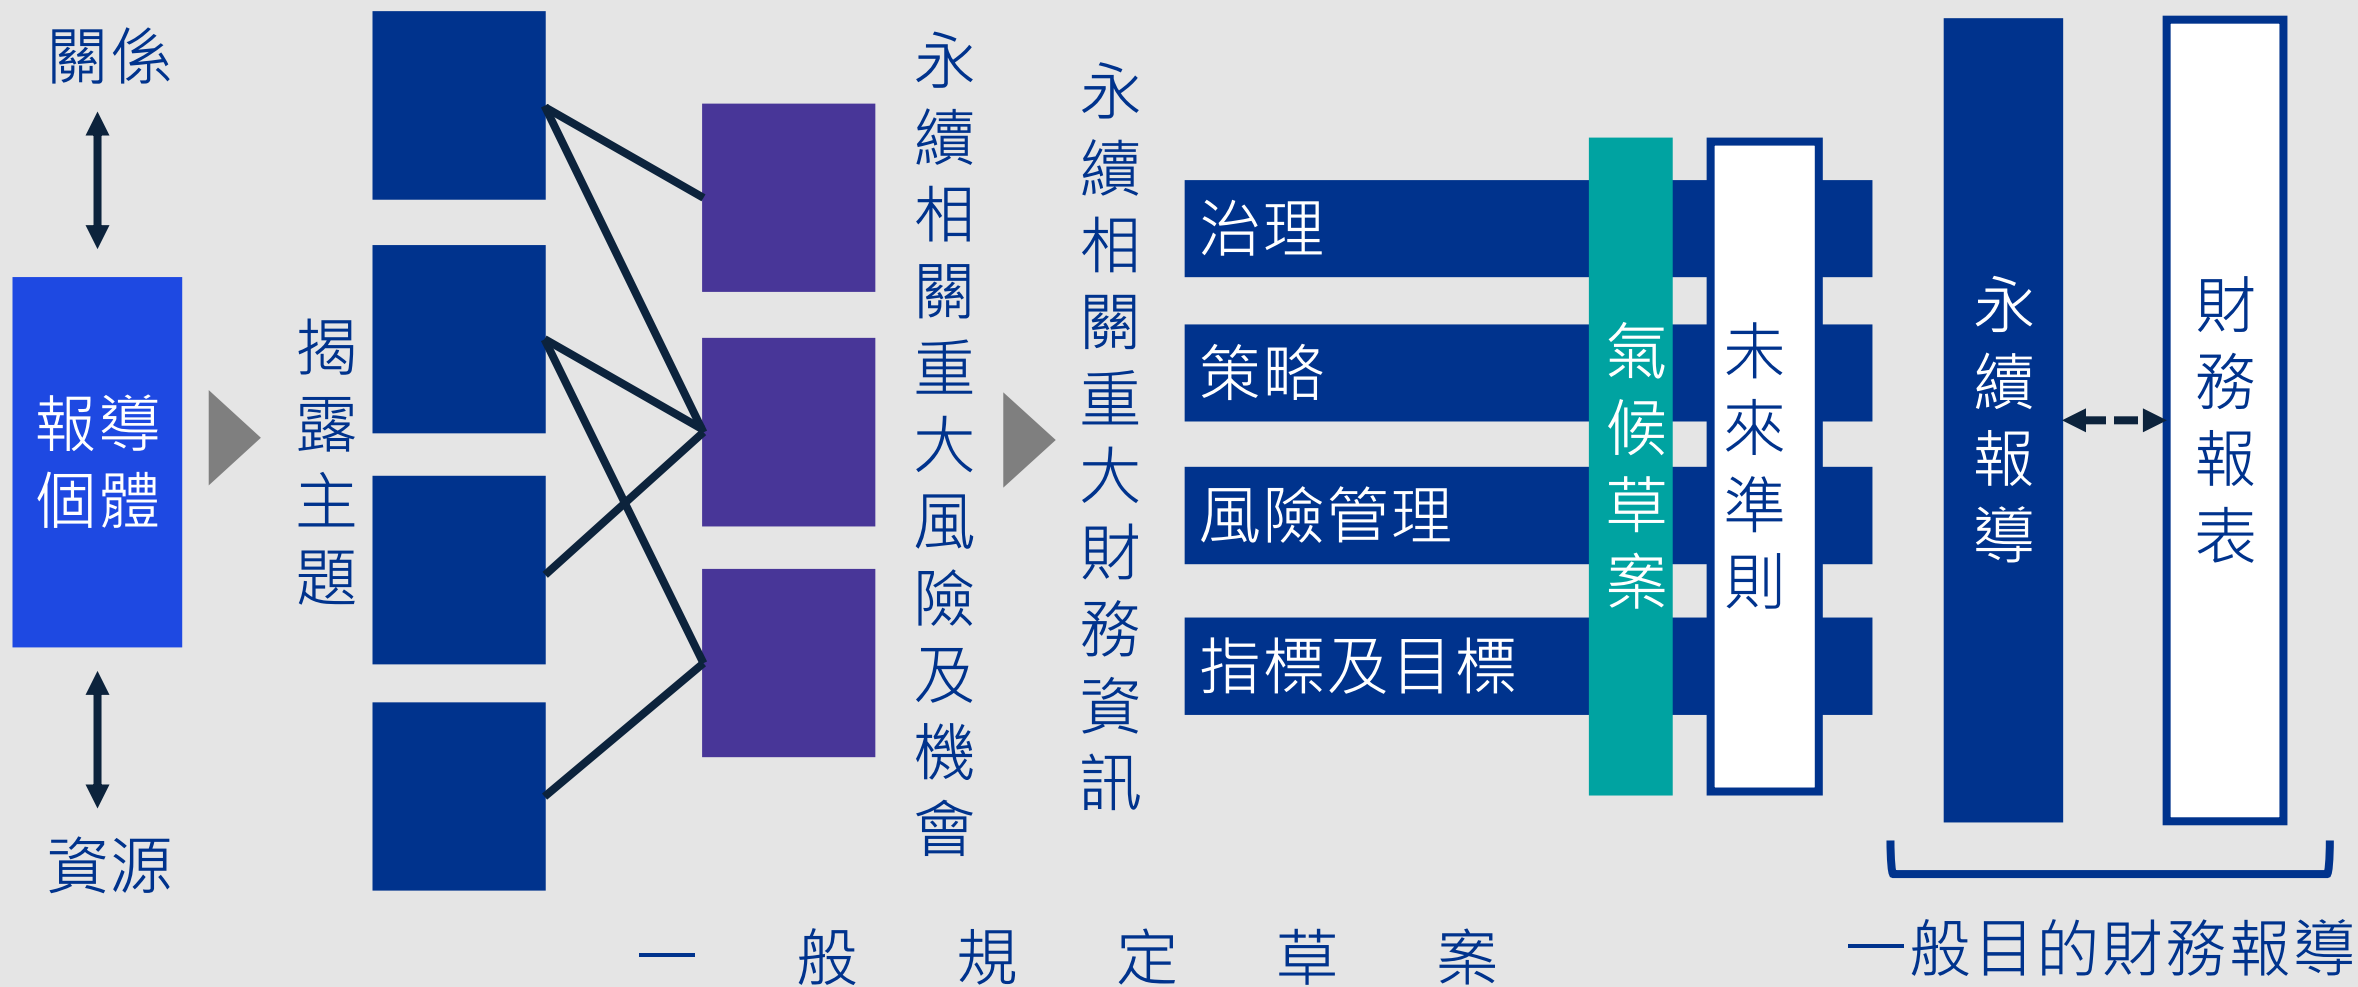 關係
報導
個體
資源
揭露主題
永續相關重大風險及機會
永續相關重大財務資訊
治理
策略
風險管理
指標及目標
氣候草案
未來準則
永續報導
財務報表
一般規定草案
一般目的財務報導